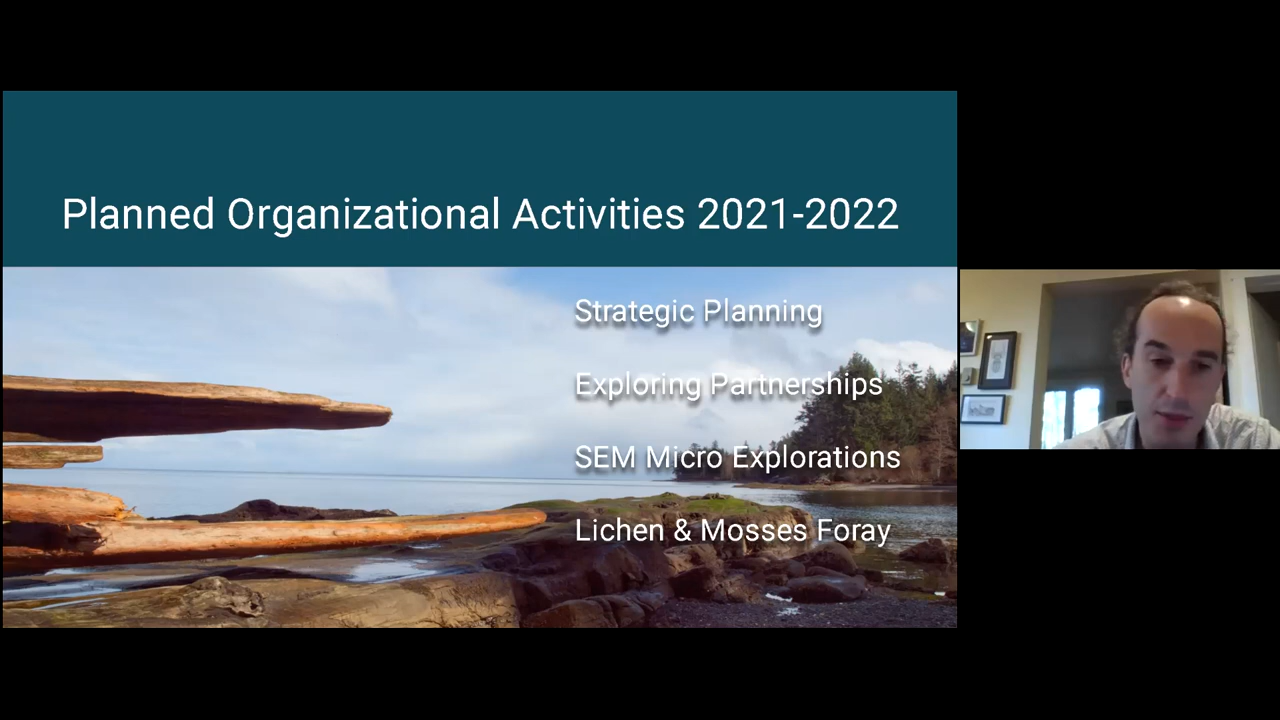 Planned Organizational Activities 2021-2022
Strategic Planning
Exploring Partnerships
SEM Micro Explorations
Lichen & Mosses Foray